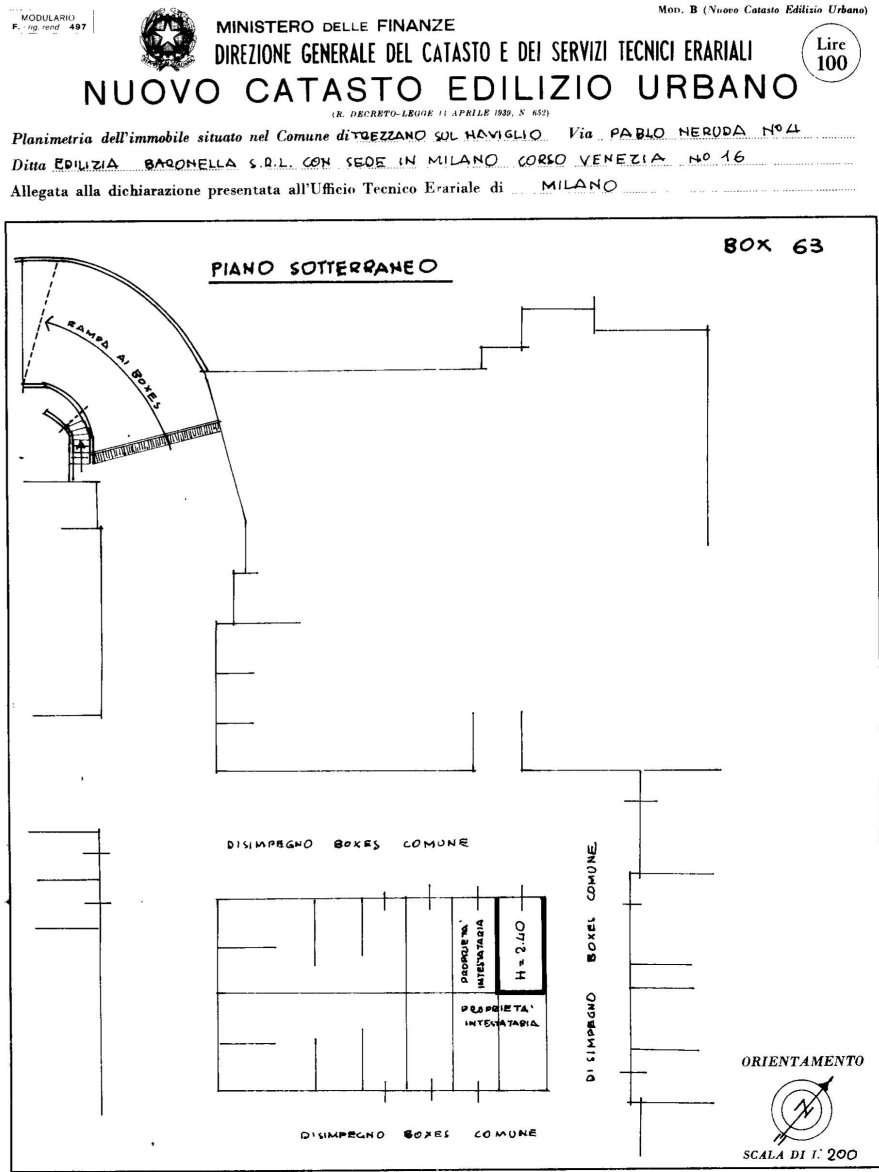 MODULARIO
F. rig. rend 497
Mod. B (Nuovo Catasto Edilizio Urbano)
MINISTERO DELLE FINANZE
DIREZIONE GENERALE DEL CATASTO E DEI SERVIZI TECNICI ERARIALI
Lire
100
NUOVO CATASTO EDILIZIO URBANO
(R. DECRETO-LEGGE 13 APRILE 1939, N 652)
Planimetria dell'immobile situato nel Comune di TREZZANO SUL NAVIGLIO Via PABLO NERUDA N° 4
Ditta EDILIZIA BARONELLA S.R.L. CON SEDE IN MILANO CORSO VENEZIA N° 16
Allegata alla dichiarazione presentata all'Ufficio Tecnico Erariale di MILANO
BOX 63
PIANO SOTTERRANEO
RAMPA AI BOXES
DISIMPEGNO BOXES COMUNE
DISIMPEGNO BOXES COMUNE
PROPRIETA'
INTESTATARIA
H = 2.40
PROPRIETA'
INTESTATARIA
DISIMPEGNO BOXES COMUNE
ORIENTAMENTO
N
SCALA DI 1: 200